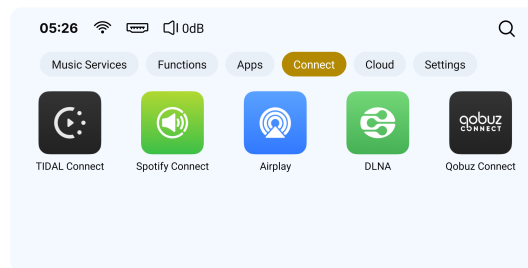 05:26 0dB
Music Services Functions Apps Connect Cloud Settings
qobuz
CONNECT
TIDAL Connect Spotify Connect Airplay DLNA Qobuz Connect